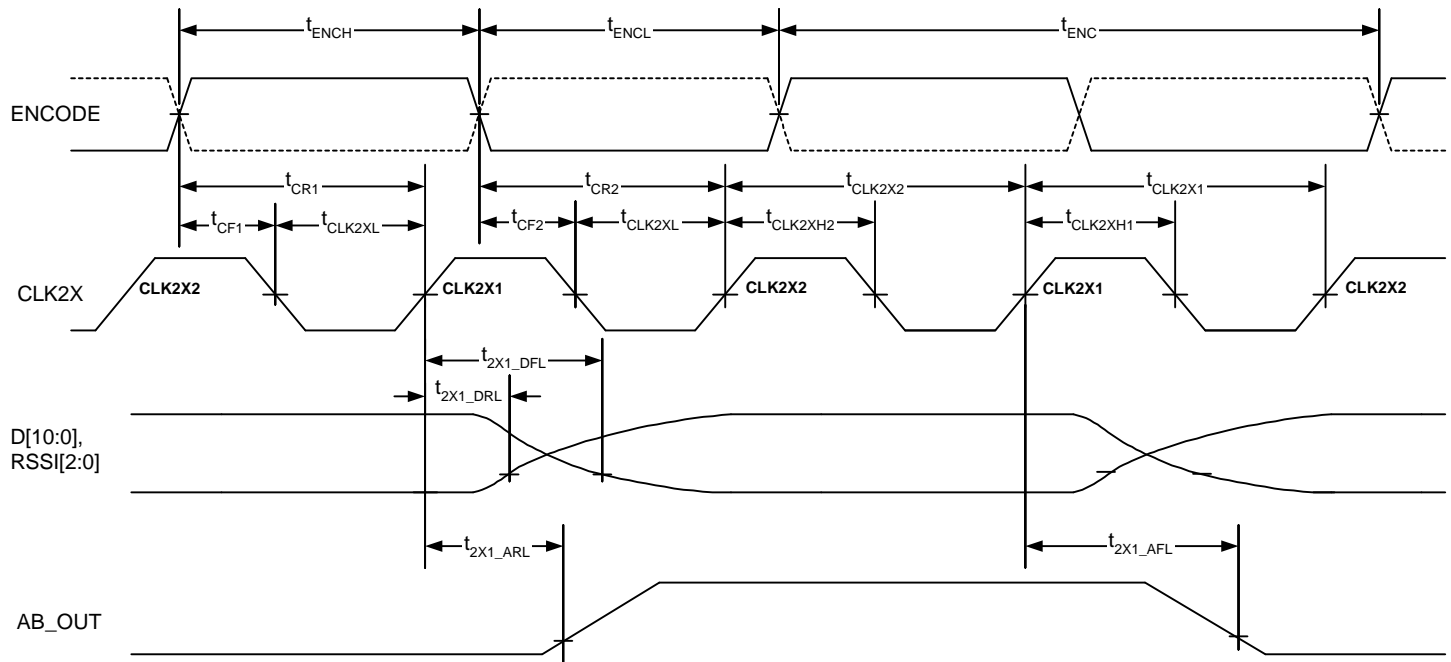 tENCH tENCL tENC
ENCODE
tCR1 tCR2 tCLK2X2 tCLK2X1
tCF1 tCLK2XL tCF2 tCLK2XL tCLK2XH2 tCLK2XH1
CLK2X CLK2X2 CLK2X1 CLK2X2 CLK2X1 CLK2X2
t2X1_DFL
t2X1_DRL
D[10:0],
RSSI[2:0]
t2X1_ARL t2X1_AFL
AB_OUT